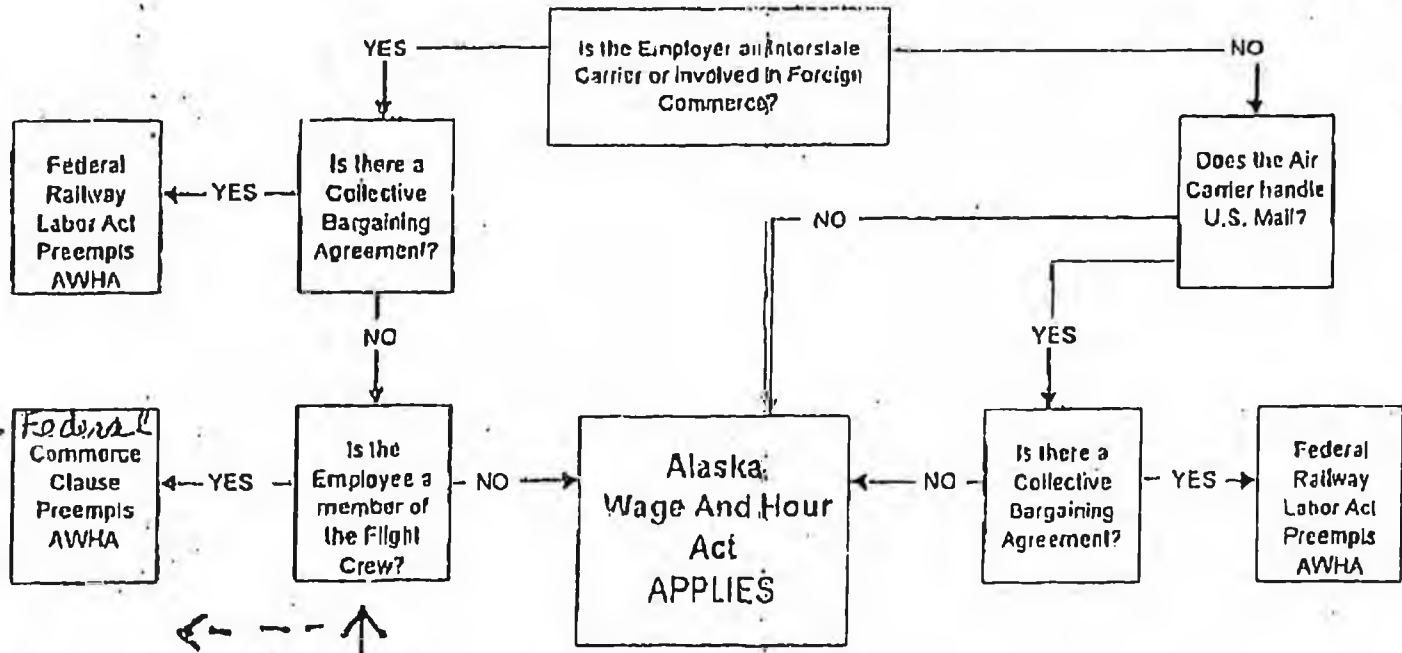 Is the Employer an Interstate
Carrier or Involved in Foreign
Commerce?
YES
NO
Federal
Railway
Labor Act
Preempts
AWHA
YES
Is there a
Collective
Bargaining
Agreement?
NO
Does the Air
Carrier handle
U.S. Mail?
NO
YES
Federal
Commerce
Clause
Preempts
AWHA
YES
Is the
Employee a
member of
the Flight
Crew?
NO
Alaska
Wage And Hour
Act
APPLIES
NO
Is there a
Collective
Bargaining
Agreement?
YES
Federal
Railway
Labor Act
Preempts
AWHA